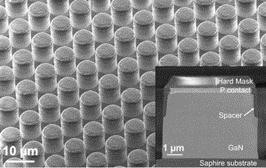 Hard Mask
P contact
Spacer
1 μm
GaN
10 μm
Saphire substrate